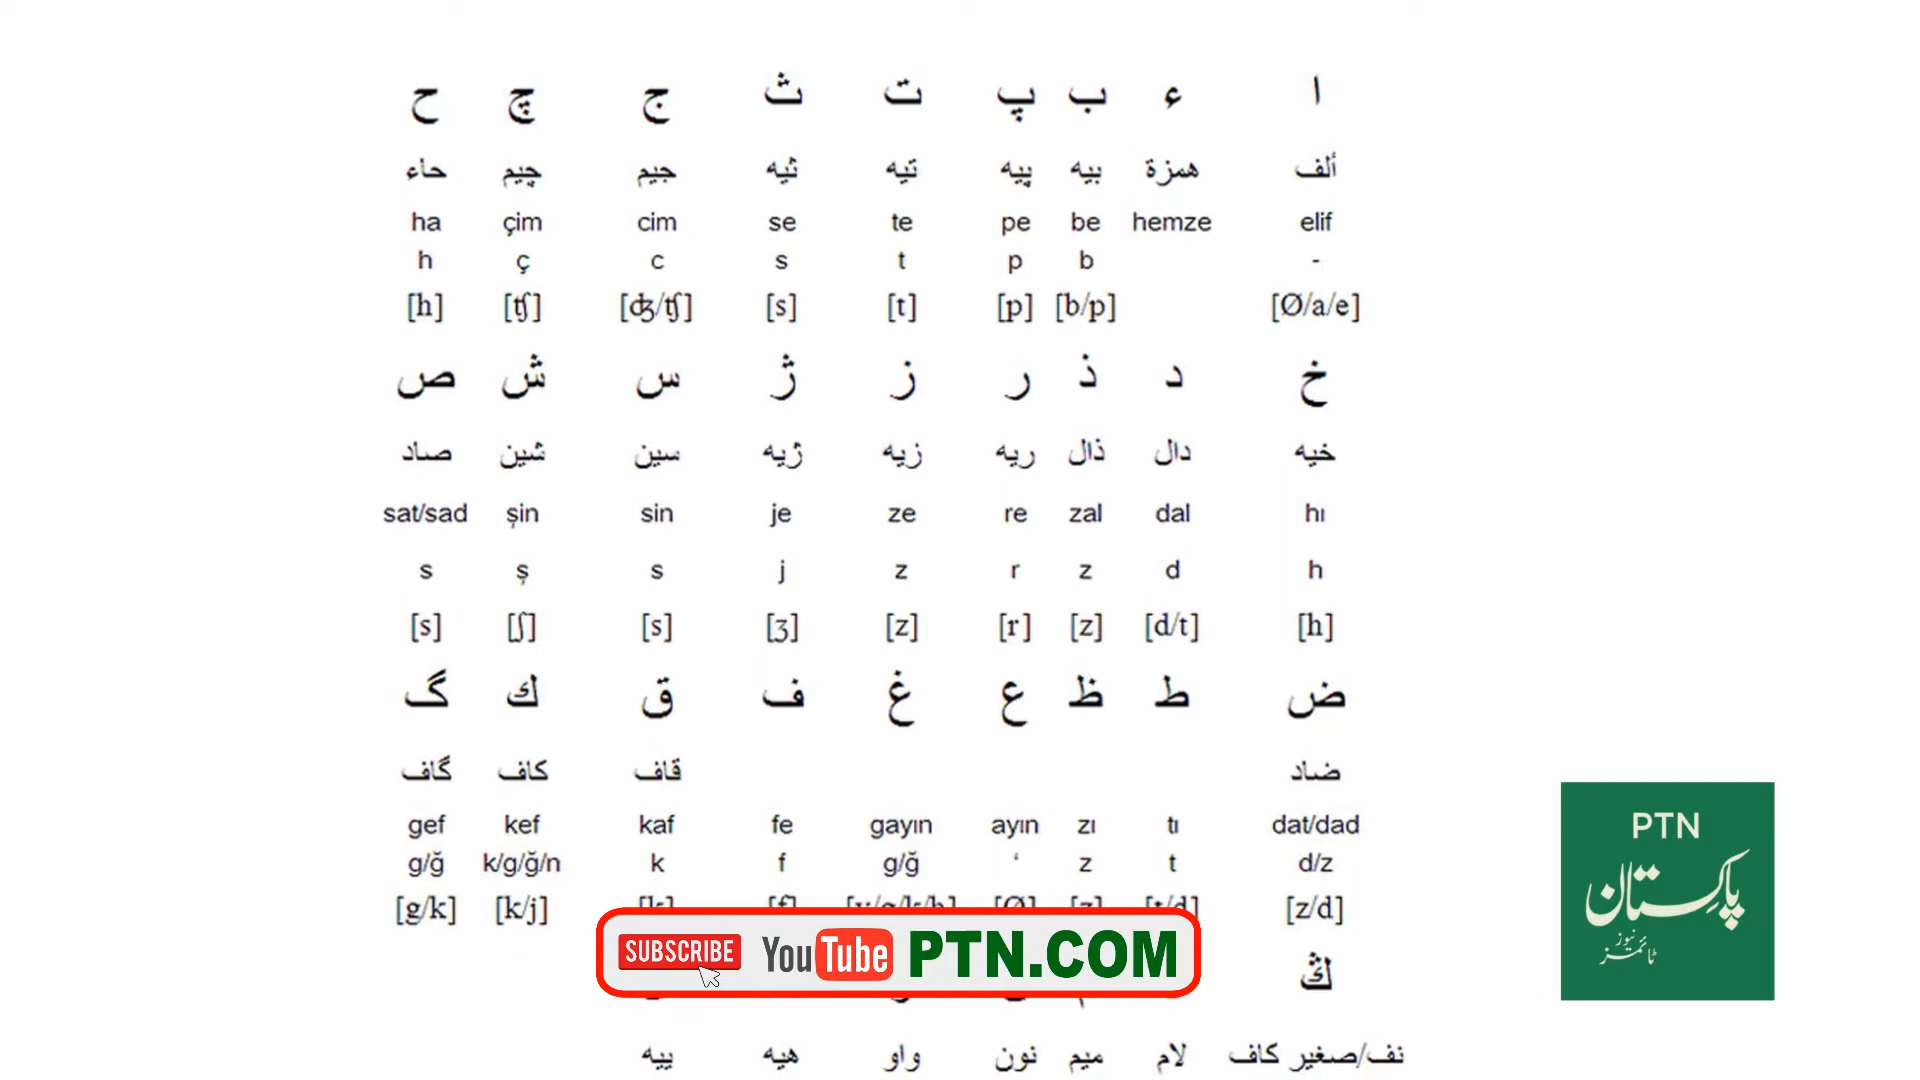 ا ء ب پ ت ث ج چ ح
ألف همزة بيه پيه تيه ثيه جيم چيم حاء
elif hemze be pe te se cim çim ha
- b p t s c ç h
[Ø/a/e] [b/p] [p] [t] [s] [ʤ/ʧ] [ʧ] [h]
خ د ذ ر ز ژ س ش ص
خيه دال ذال ريه زيه ژيه سين شين صاد
hı dal zal re ze je sin şin sat/sad
h d z r z j s ş s
[h] [d/t] [z] [r] [z] [ʒ] [s] [ʃ] [s]
ض ط ظ ع غ ف ق ك گ
ضاد قاف كاف گاف
dat/dad tı zı ayın gayın fe kaf kef gef
d/z t z ‘ g/ğ f k k/g/ğ/n g/ğ
[z/d] [k/j] [g/k]
ڭ
نف/صغير كاف لام ميم نون واو هيه ييه
SUBSCRIBE YouTube PTN.COM
PTN
پاکستان
نیوز
ٹائمز